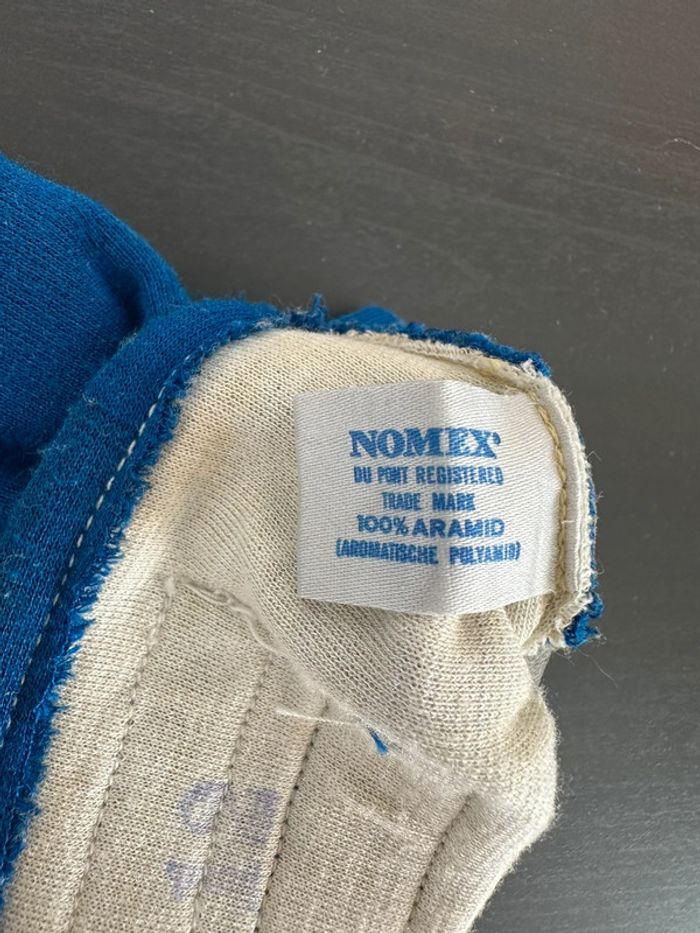 NOMEX®
DU PONT REGISTERED
TRADE MARK
100% ARAMID
(AROMATISCHE POLYAMID)